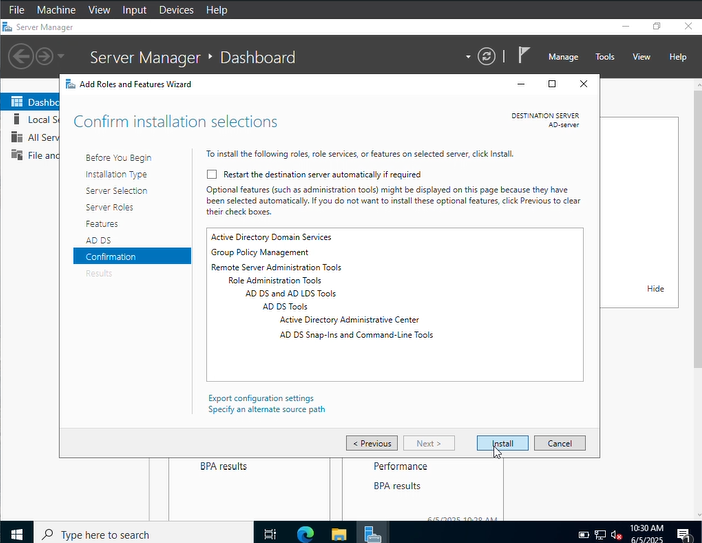 File Machine View Input Devices Help
Server Manager
Server Manager ‣ Dashboard
Manage Tools View Help
Dashbo
Local Se
All Serv
File and
Add Roles and Features Wizard
Confirm installation selections
DESTINATION SERVER
AD-server
Before You Begin
Installation Type
Server Selection
Server Roles
Features
AD DS
Confirmation
Results
To install the following roles, role services, or features on selected server, click Install.
Restart the destination server automatically if required
Optional features (such as administration tools) might be displayed on this page because they have
been selected automatically. If you do not want to install these optional features, click Previous to clear
their check boxes.
Active Directory Domain Services
Group Policy Management
Remote Server Administration Tools
Role Administration Tools
AD DS and AD LDS Tools
AD DS Tools
Active Directory Administrative Center
AD DS Snap-Ins and Command-Line Tools
Export configuration settings
Specify an alternate source path
< Previous Next > Install Cancel
Hide
BPA results
Performance
BPA results
6/5/2025 10:28 AM
Type here to search
10:30 AM
6/5/2025
1